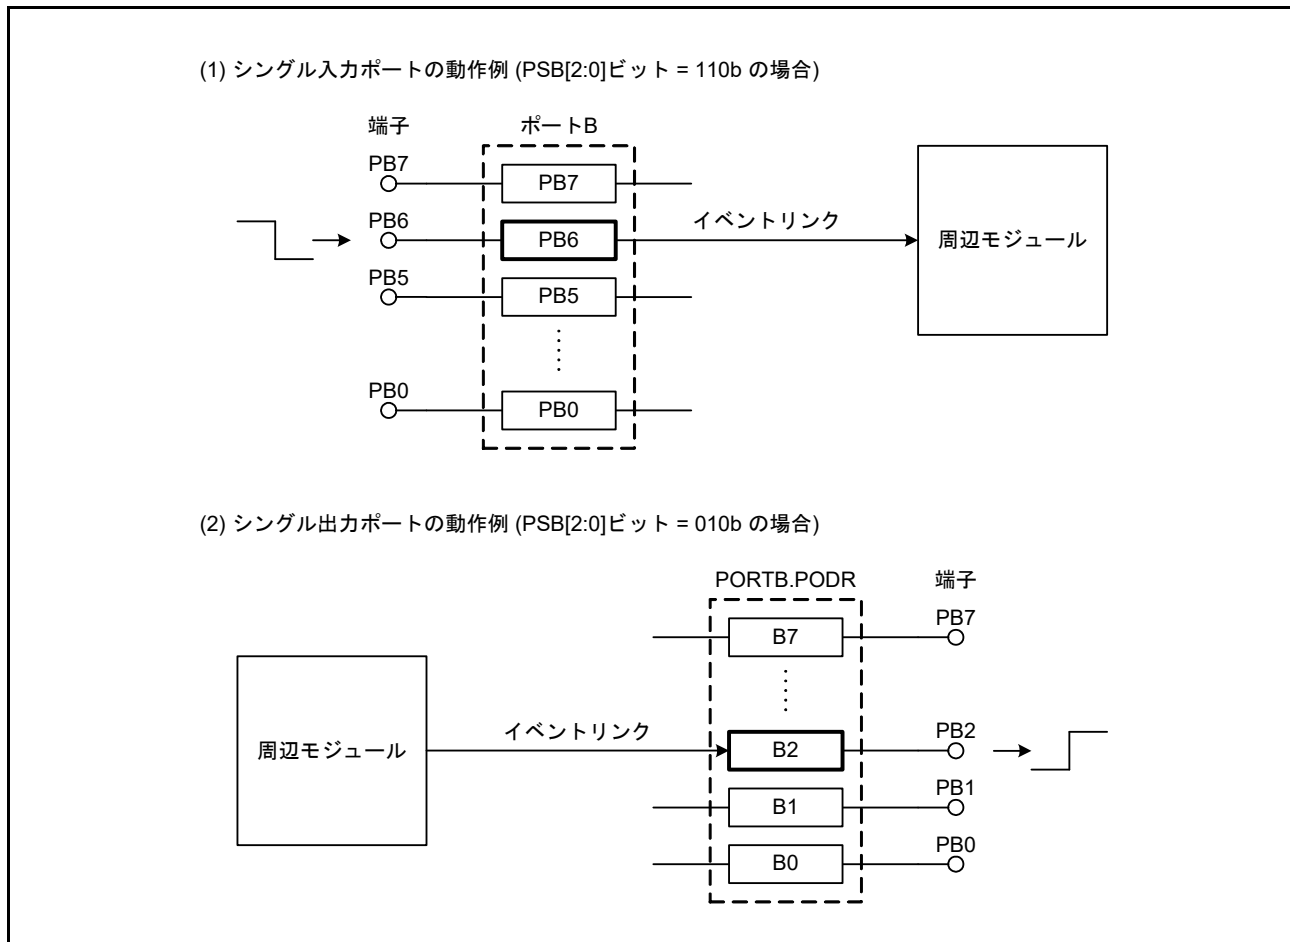 (1) シングル入力ポートの動作例 (PSB[2:0]ビット = 110b の場合)
端子
ポートB
PB7
PB7
PB6
PB6
イベントリンク
周辺モジュール
PB5
PB5
PB0
PB0
(2) シングル出力ポートの動作例 (PSB[2:0]ビット = 010b の場合)
PORTB.PODR
端子
B7
PB7
周辺モジュール
イベントリンク
B2
PB2
B1
PB1
B0
PB0